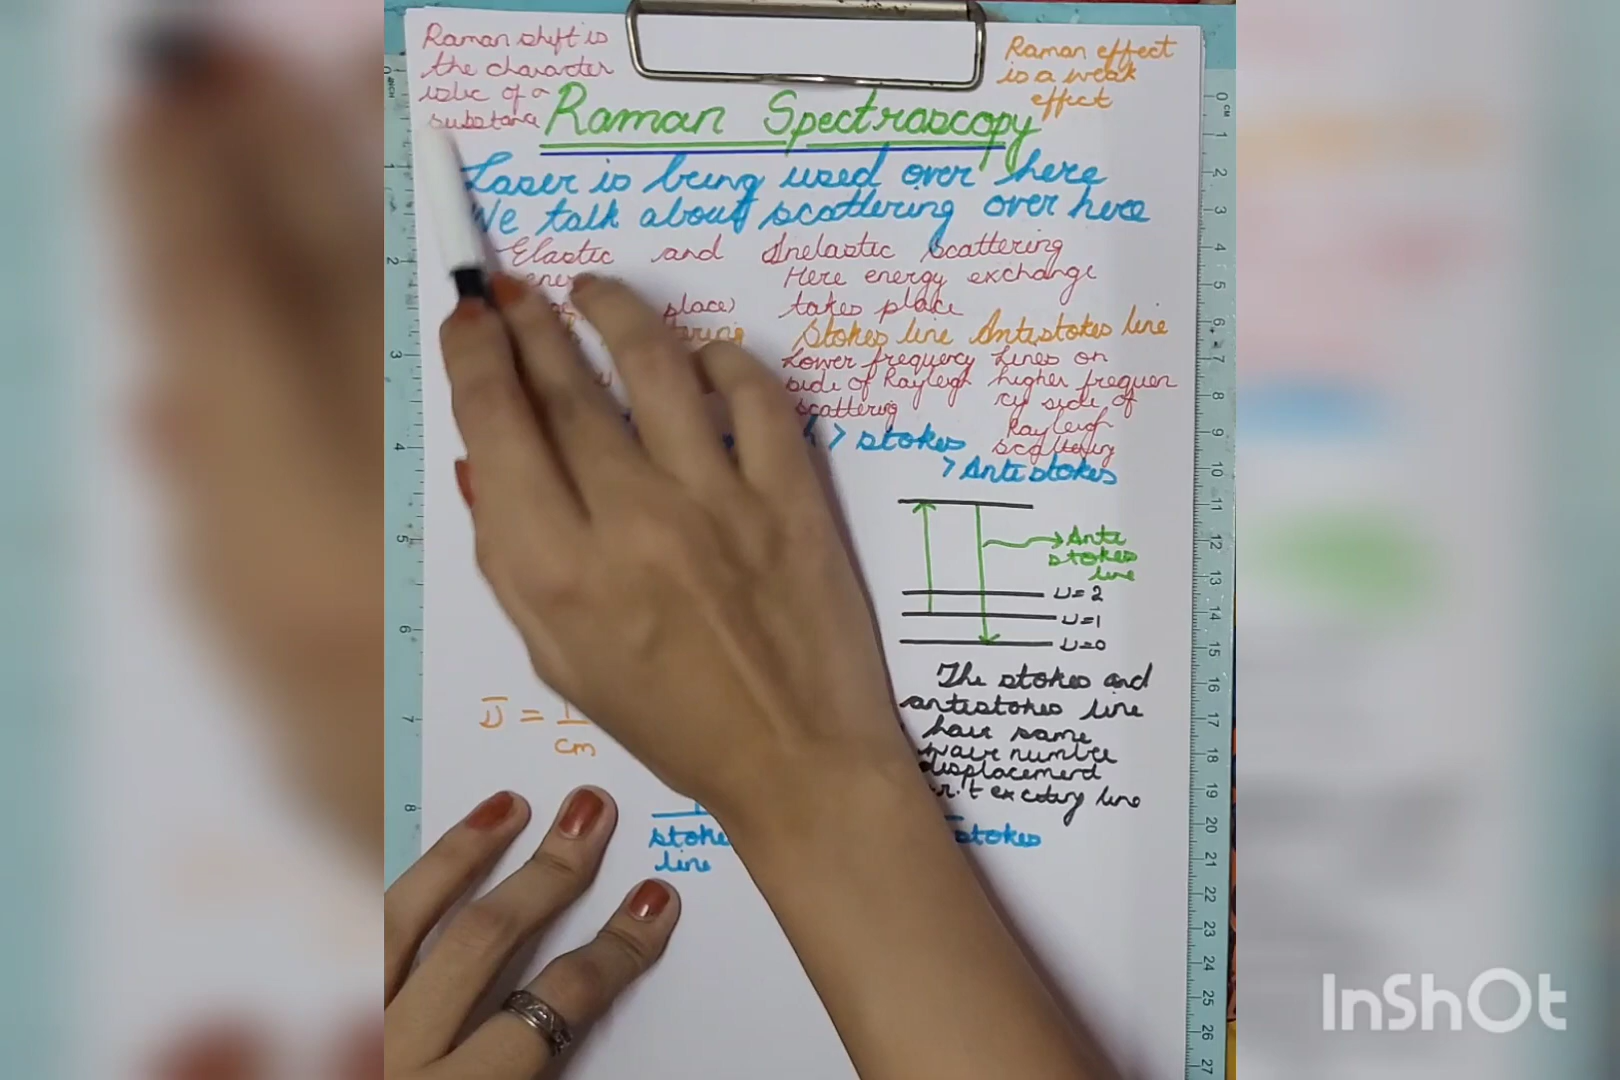 Raman shift is
the character
istic of a
substance
Raman effect
is a weak
effect
Raman Spectroscopy
Laser is being used over here
We talk about scattering over here
Elastic and Inelastic Scattering
Here energy exchange
place) takes place
Stokes line Antistokes line
Lower frequency
side of Rayleigh
scattering
Lines on
higher frequen
cy side of
Rayleigh
scattering
> stokes
> Antistokes
Anti
stokes
line
υ=2
υ=1
υ=0
The stokes and
antistokes line
have same
wave number
displacement
w.r.t exciting line
ῡ = 1
cm
stokes
line
stokes
InShOt